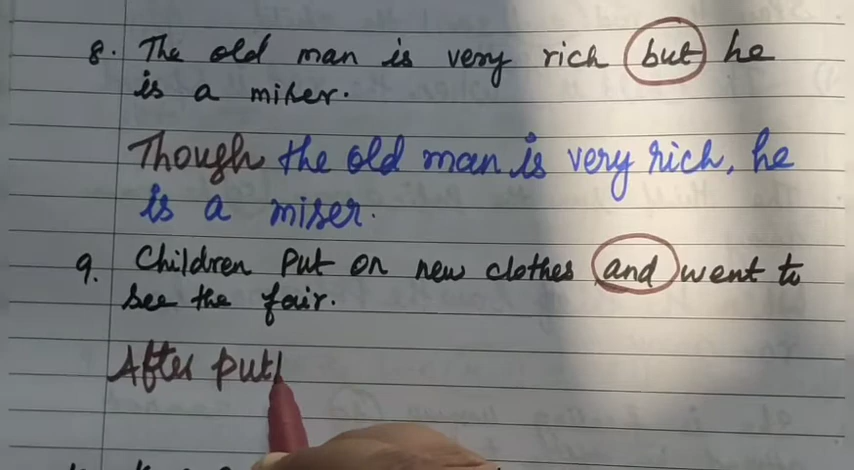 8. The old man is very rich but he
is a miser.
Though the old man is very rich, he
is a miser.
9. Children put on new clothes and went to
see the fair.
After put